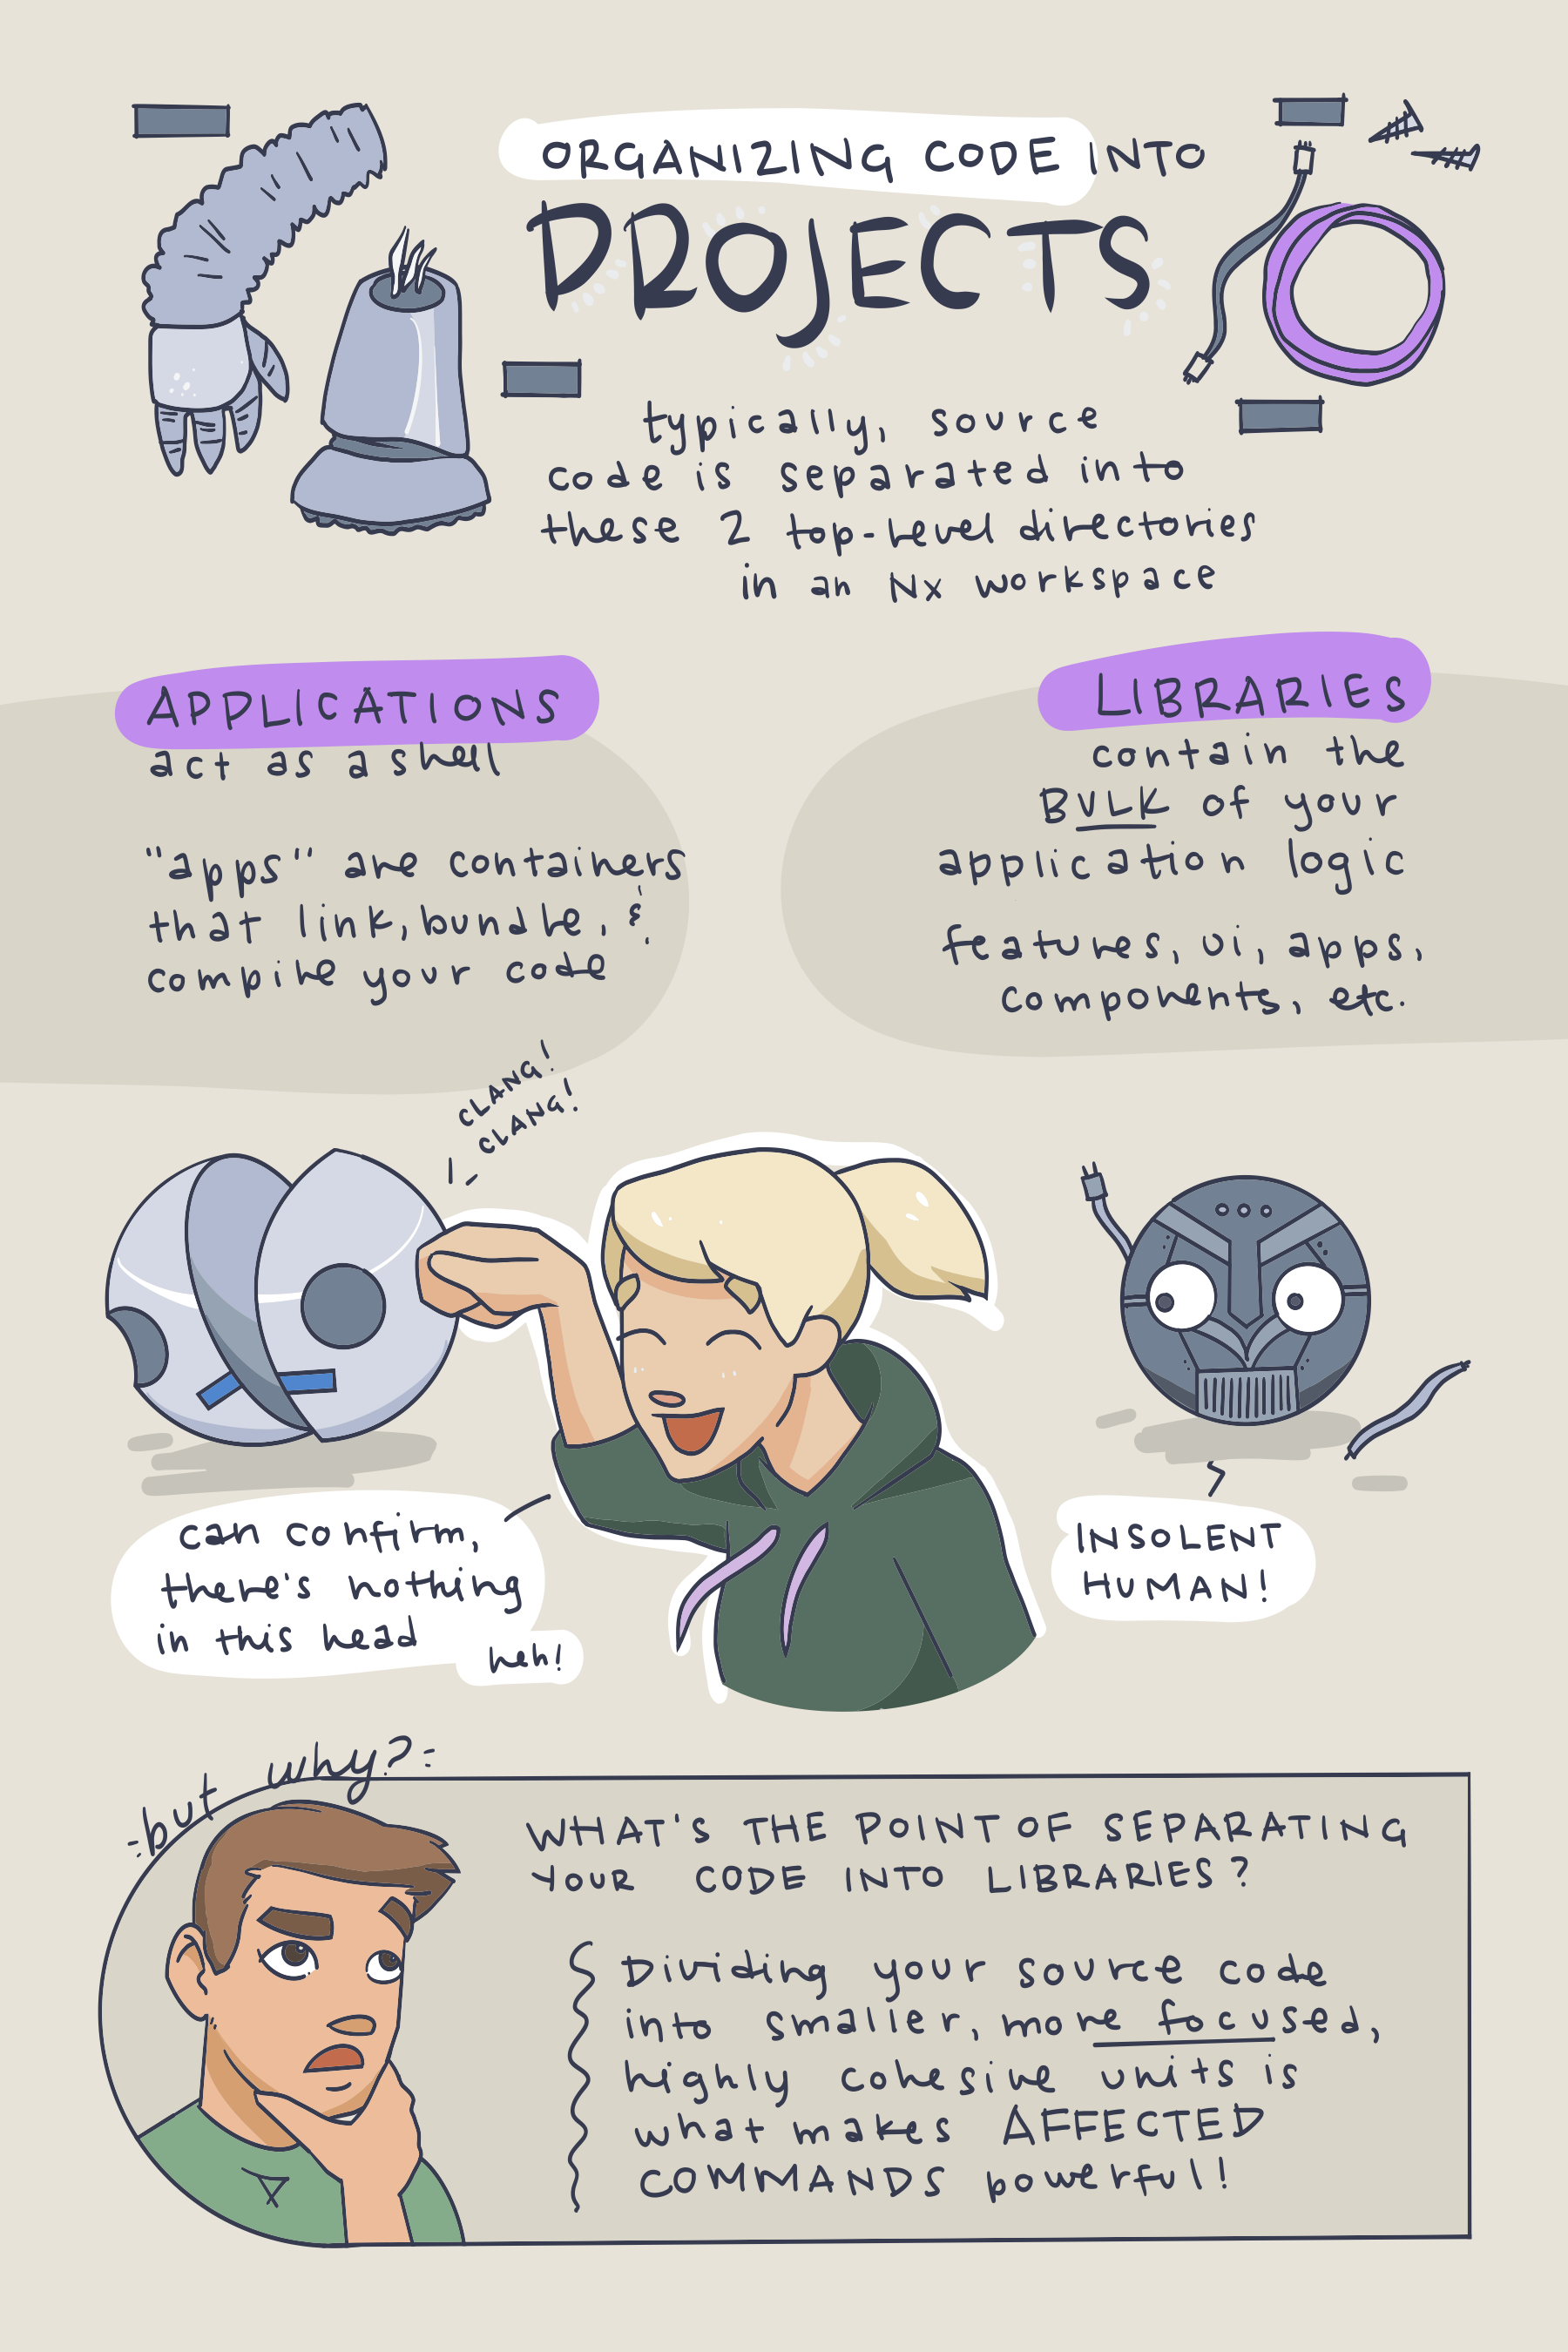 ORGANIZING CODE INTO
PROJECTS
typically, source
code is separated into
these 2 top-level directories
in an Nx workspace
APPLICATIONS
act as a shell
"apps" are containers
that link, bundle, &
compile your code
LIBRARIES
contain the
BULK of your
application logic
features, ui, apps,
components, etc.
CLANG!
CLANG!
can confirm,
there's nothing
in this head
heh!
INSOLENT
HUMAN!
but why?
WHAT'S THE POINT OF SEPARATING
YOUR CODE INTO LIBRARIES?
Dividing your source code
into smaller, more focused,
highly cohesive units is
what makes AFFECTED
COMMANDS powerful!